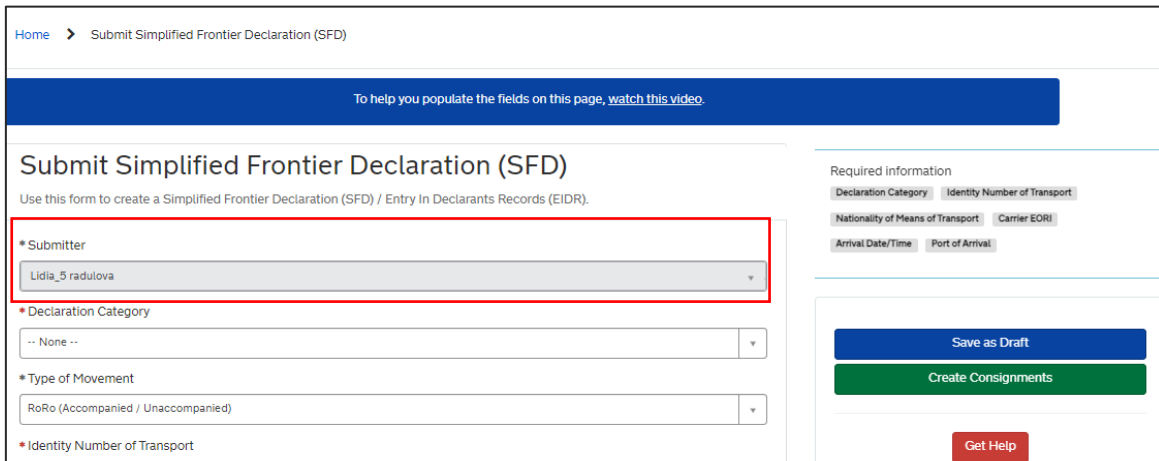 Home > Submit Simplified Frontier Declaration (SFD)
To help you populate the fields on this page, watch this video.
Submit Simplified Frontier Declaration (SFD)
Use this form to create a Simplified Frontier Declaration (SFD) / Entry In Declarants Records (EIDR).
* Submitter
Lidia_5 radulova
* Declaration Category
-- None --
* Type of Movement
RoRo (Accompanied / Unaccompanied)
* Identity Number of Transport
Required information
Declaration Category Identity Number of Transport
Nationality of Means of Transport Carrier EORI
Arrival Date/Time Port of Arrival
Save as Draft
Create Consignments
Get Help